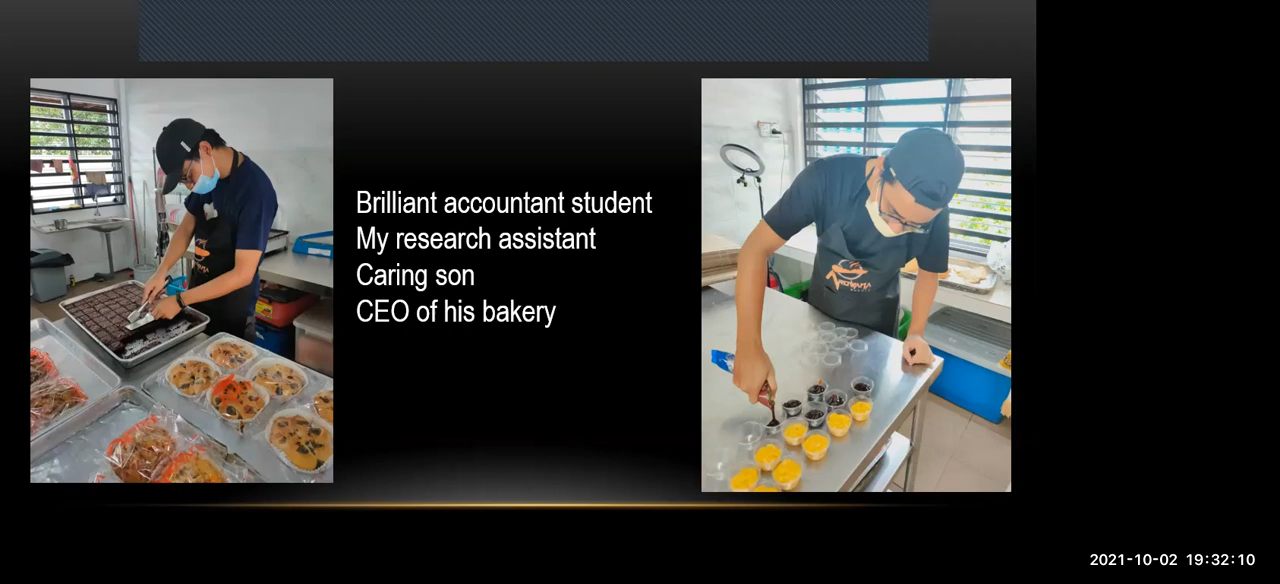 Brilliant accountant student
My research assistant
Caring son
CEO of his bakery
2021-10-02 19:32:10